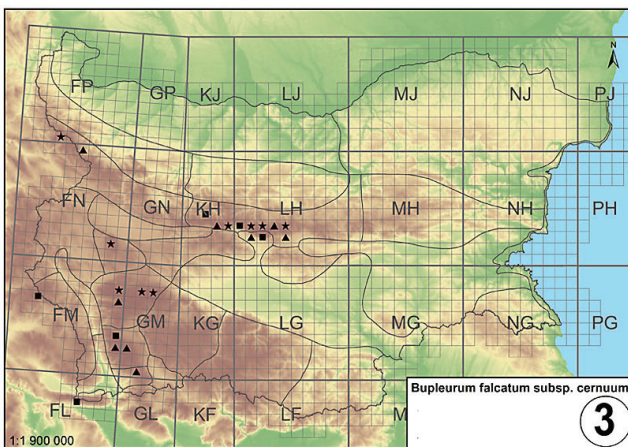 N
FP GP KJ LJ MJ NJ PJ
FN GN KH LH MH NH PH
FM GM KG LG MG NG PG
FL GL KF LF M
Bupleurum falcatum subsp. cernuum
3
1:1 900 000